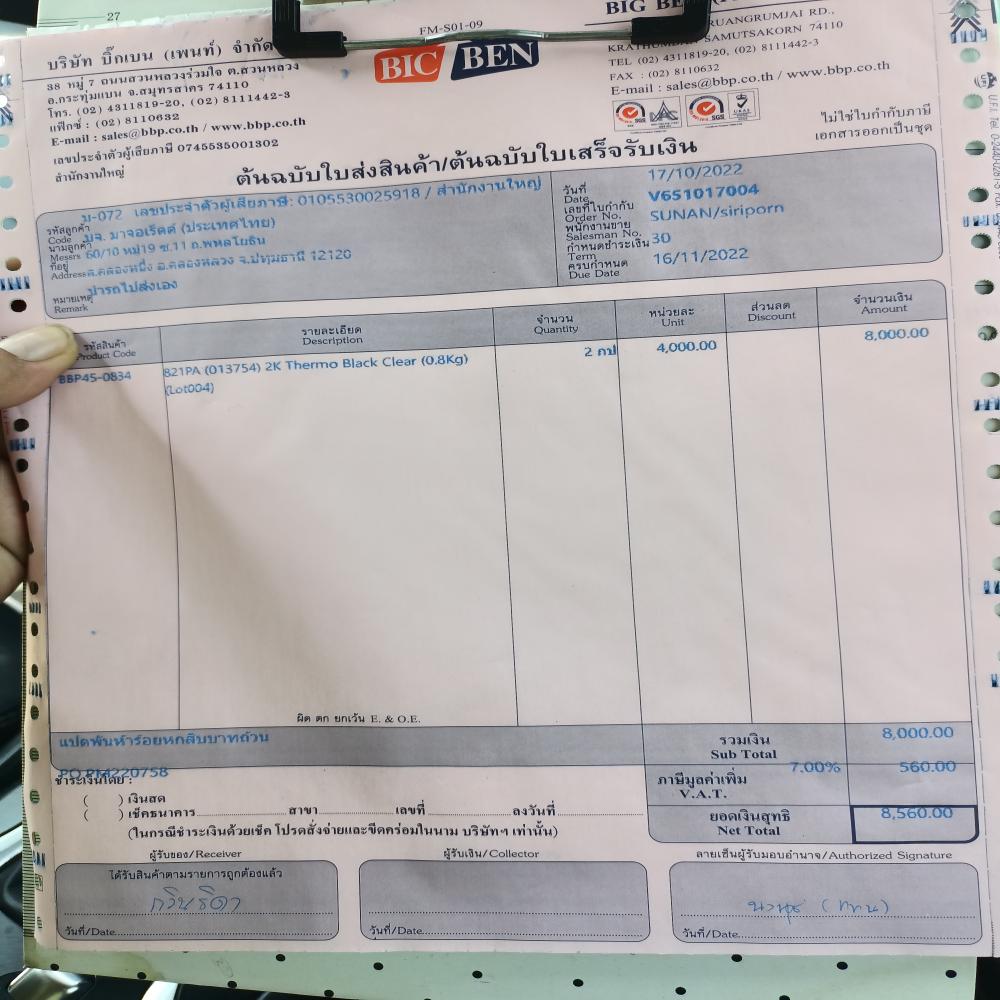 27
FM-S01-09
บริษัท บิ๊กเบน (เพนท์) จำกัด
38 หมู่ 7 ถนนสวนหลวงร่วมใจ ต.สวนหลวง
อ.กระทุ่มแบน จ.สมุทรสาคร 74110
โทร. (02) 4311819-20, (02) 8111442-3
แฟ็กซ์ : (02) 8110632
E-mail : sales@bbp.co.th / www.bbp.co.th
เลขประจำตัวผู้เสียภาษี 0745535001302
สำนักงานใหญ่
BIC BEN
BIG BEN
RUANGRUMJAI RD.,
SAMUTSAKORN 74110
TEL (02) 4311819-20, (02) 8111442-3
FAX : (02) 8110632
E-mail : sales@bbp.co.th / www.bbp.co.th
SGS
SGS
UKAS
ไม่ใช่ใบกำกับภาษี
เอกสารออกเป็นชุด
ต้นฉบับใบส่งสินค้า/ต้นฉบับใบเสร็จรับเงิน
รหัสลูกค้า Code ม-072 เลขประจำตัวผู้เสียภาษี: 0105530025918 / สำนักงานใหญ่
นามลูกค้า Messrs บจ. มาจอเร็ตต์ (ประเทศไทย)
ที่อยู่ Address 60/10 หมู่19 ซ.11 ถ.พหลโยธิน
ต.คลองหนึ่ง อ.คลองหลวง จ.ปทุมธานี 12120
หมายเหตุ Remark นำรถไปส่งเอง
วันที่ Date 17/10/2022
เลขที่ใบกำกับ Order No. V651017004
พนักงานขาย Salesman No. SUNAN/siriporn
กำหนดชำระเงิน Term 30
ครบกำหนด Due Date 16/11/2022
รหัสสินค้า รายละเอียด จำนวน หน่วยละ ส่วนลด จำนวนเงิน
Product Code Description Quantity Unit Discount Amount
BBP45-0834 821PA (013754) 2K Thermo Black Clear (0.8Kg) 2 กป 4,000.00 8,000.00
(Lot004)
ผิด ตก ยกเว้น E. & O.E.
แปดพันห้าร้อยหกสิบบาทถ้วน
รวมเงิน 8,000.00
Sub Total
PO.PM220758
ภาษีมูลค่าเพิ่ม 7.00% 560.00
V.A.T.
ยอดเงินสุทธิ 8,560.00
Net Total
ชำระเงินโดย :
( ) เงินสด
( ) เช็คธนาคาร สาขา เลขที่ ลงวันที่
(ในกรณีชำระเงินด้วยเช็ค โปรดสั่งจ่ายและขีดคร่อมในนาม บริษัทฯ เท่านั้น)
ผู้รับของ/Receiver ผู้รับเงิน/Collector ลายเซ็นผู้รับมอบอำนาจ/Authorized Signature
ได้รับสินค้าตามรายการถูกต้องแล้ว
วันที่/Date วันที่/Date วันที่/Date